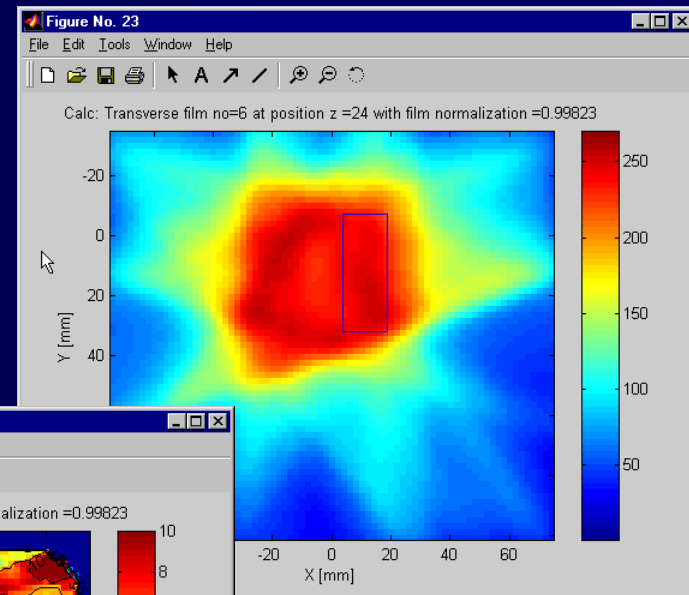 Figure No. 23
File Edit Tools Window Help
A
Calc: Transverse film no=6 at position z =24 with film normalization =0.99823
250
200
150
100
50
-20
0
20
40
Y [mm]
-20 0 20 40 60
X [mm]
alization =0.99823
10
8